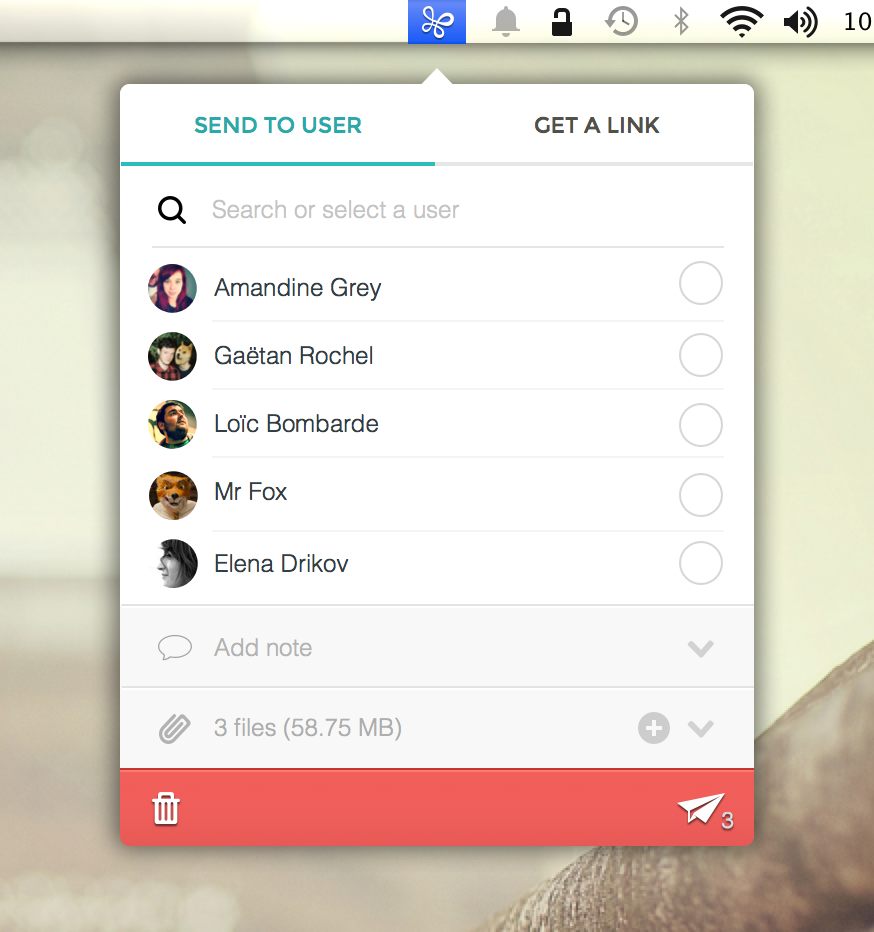 10
SEND TO USER
GET A LINK
Search or select a user
Amandine Grey
Gaëtan Rochel
Loïc Bombarde
Mr Fox
Elena Drikov
Add note
3 files (58.75 MB)
3